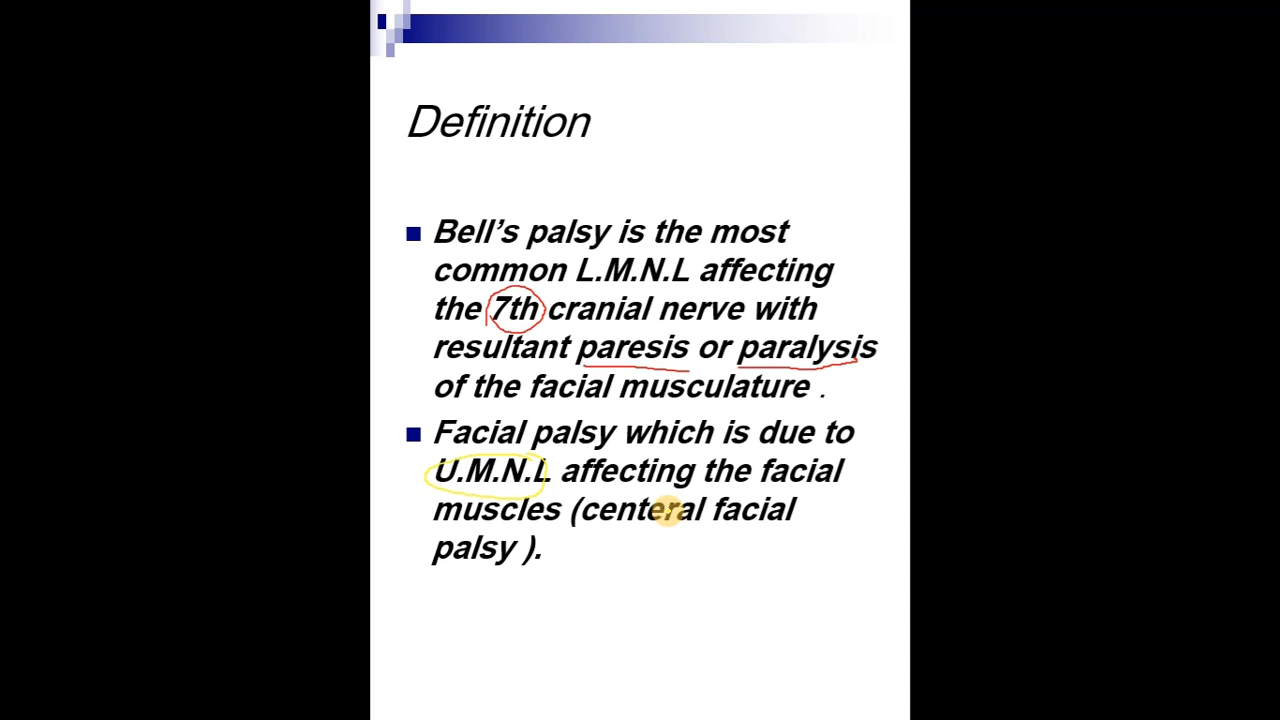 Definition
Bell’s palsy is the most
common L.M.N.L affecting
the 7th cranial nerve with
resultant paresis or paralysis
of the facial musculature .
Facial palsy which is due to
U.M.N.L affecting the facial
muscles (centeral facial
palsy ).